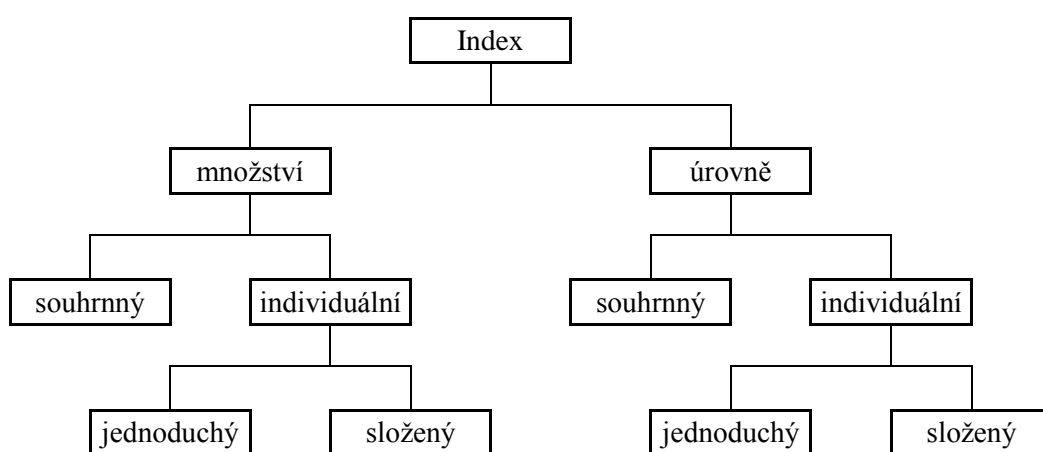 Index
množství
úrovně
souhrnný
individuální
souhrnný
individuální
jednoduchý
složený
jednoduchý
složený